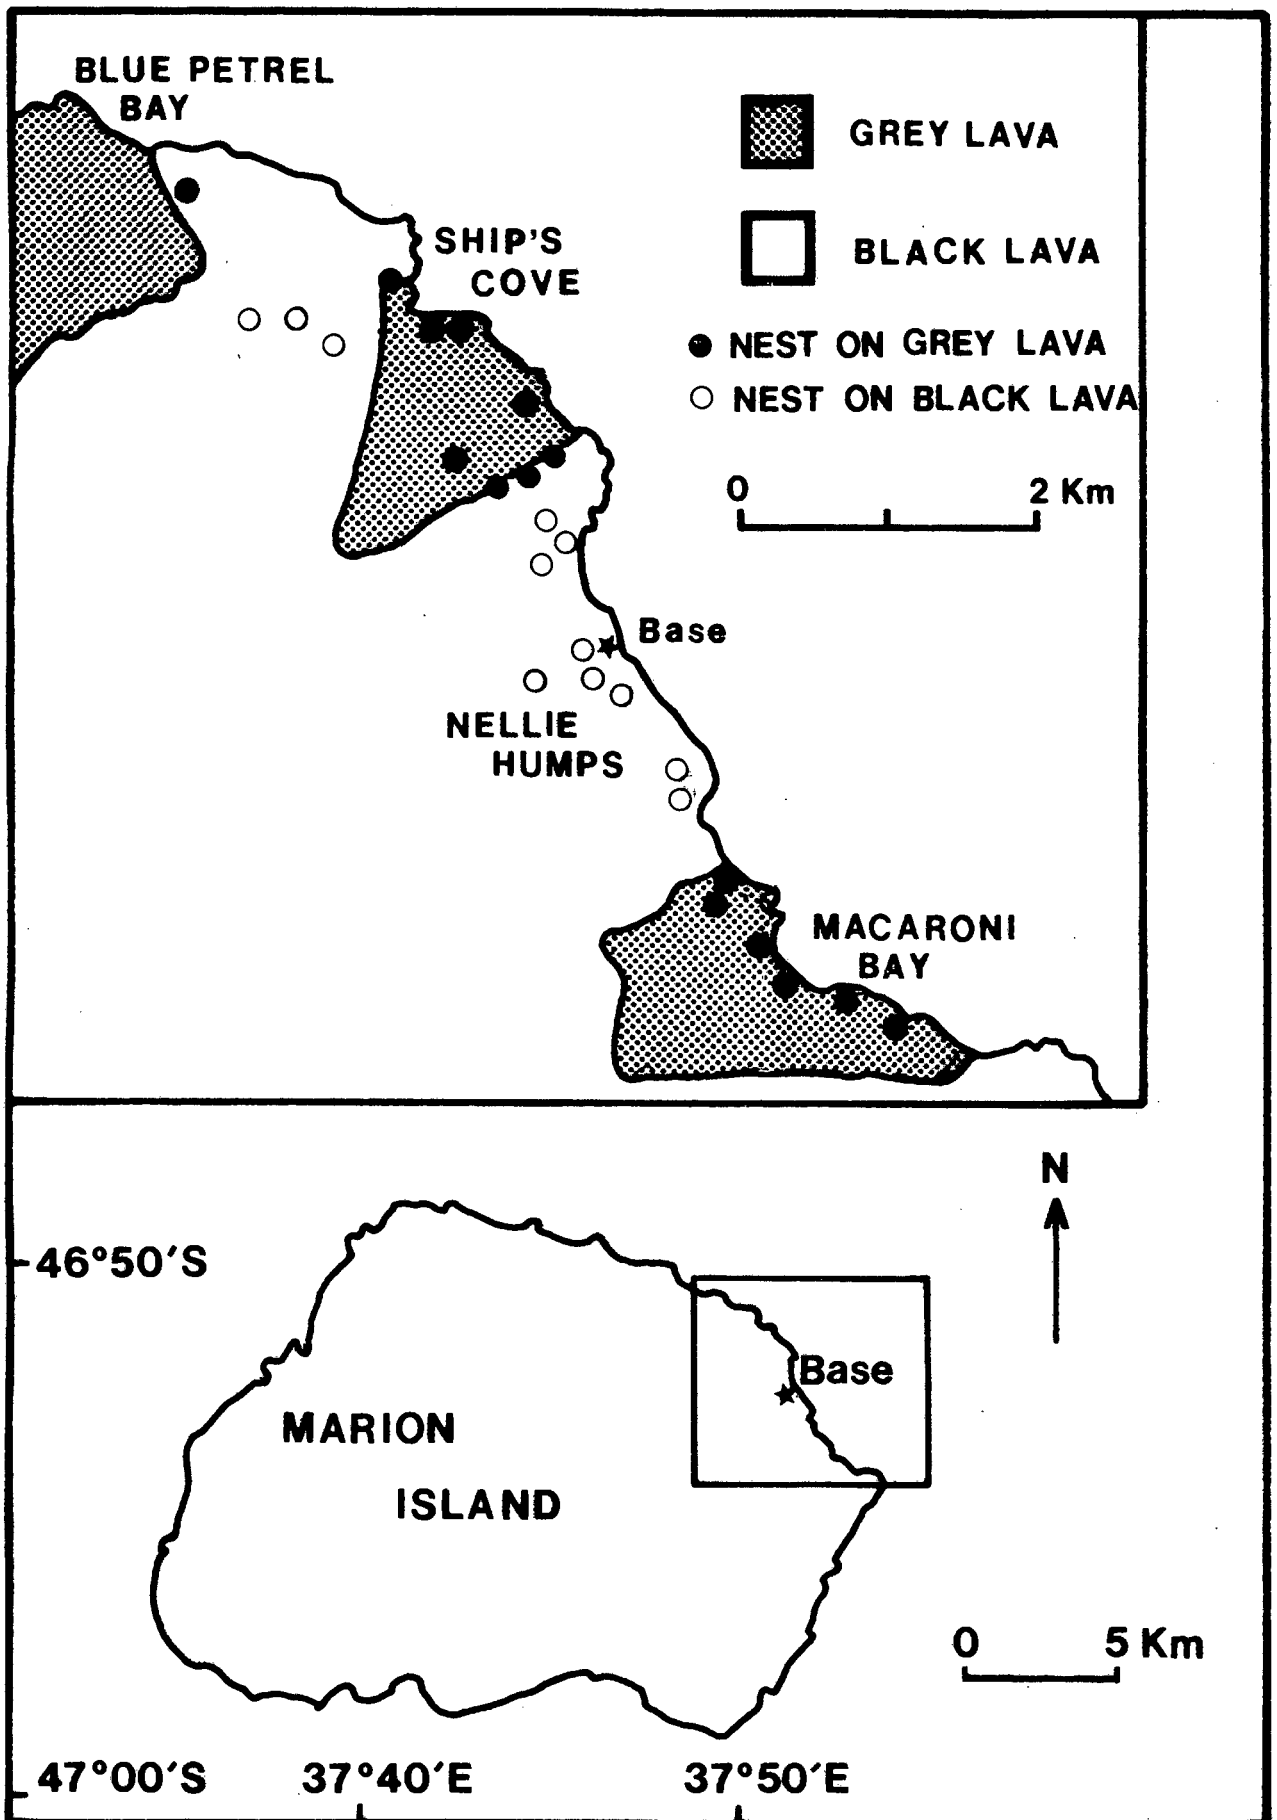 BLUE PETREL
BAY
GREY LAVA
SHIP'S
COVE
BLACK LAVA
NEST ON GREY LAVA
NEST ON BLACK LAVA
0 2 Km
Base
NELLIE
HUMPS
MACARONI
BAY
N
46°50'S
Base
MARION
ISLAND
0 5 Km
47°00'S 37°40'E 37°50'E